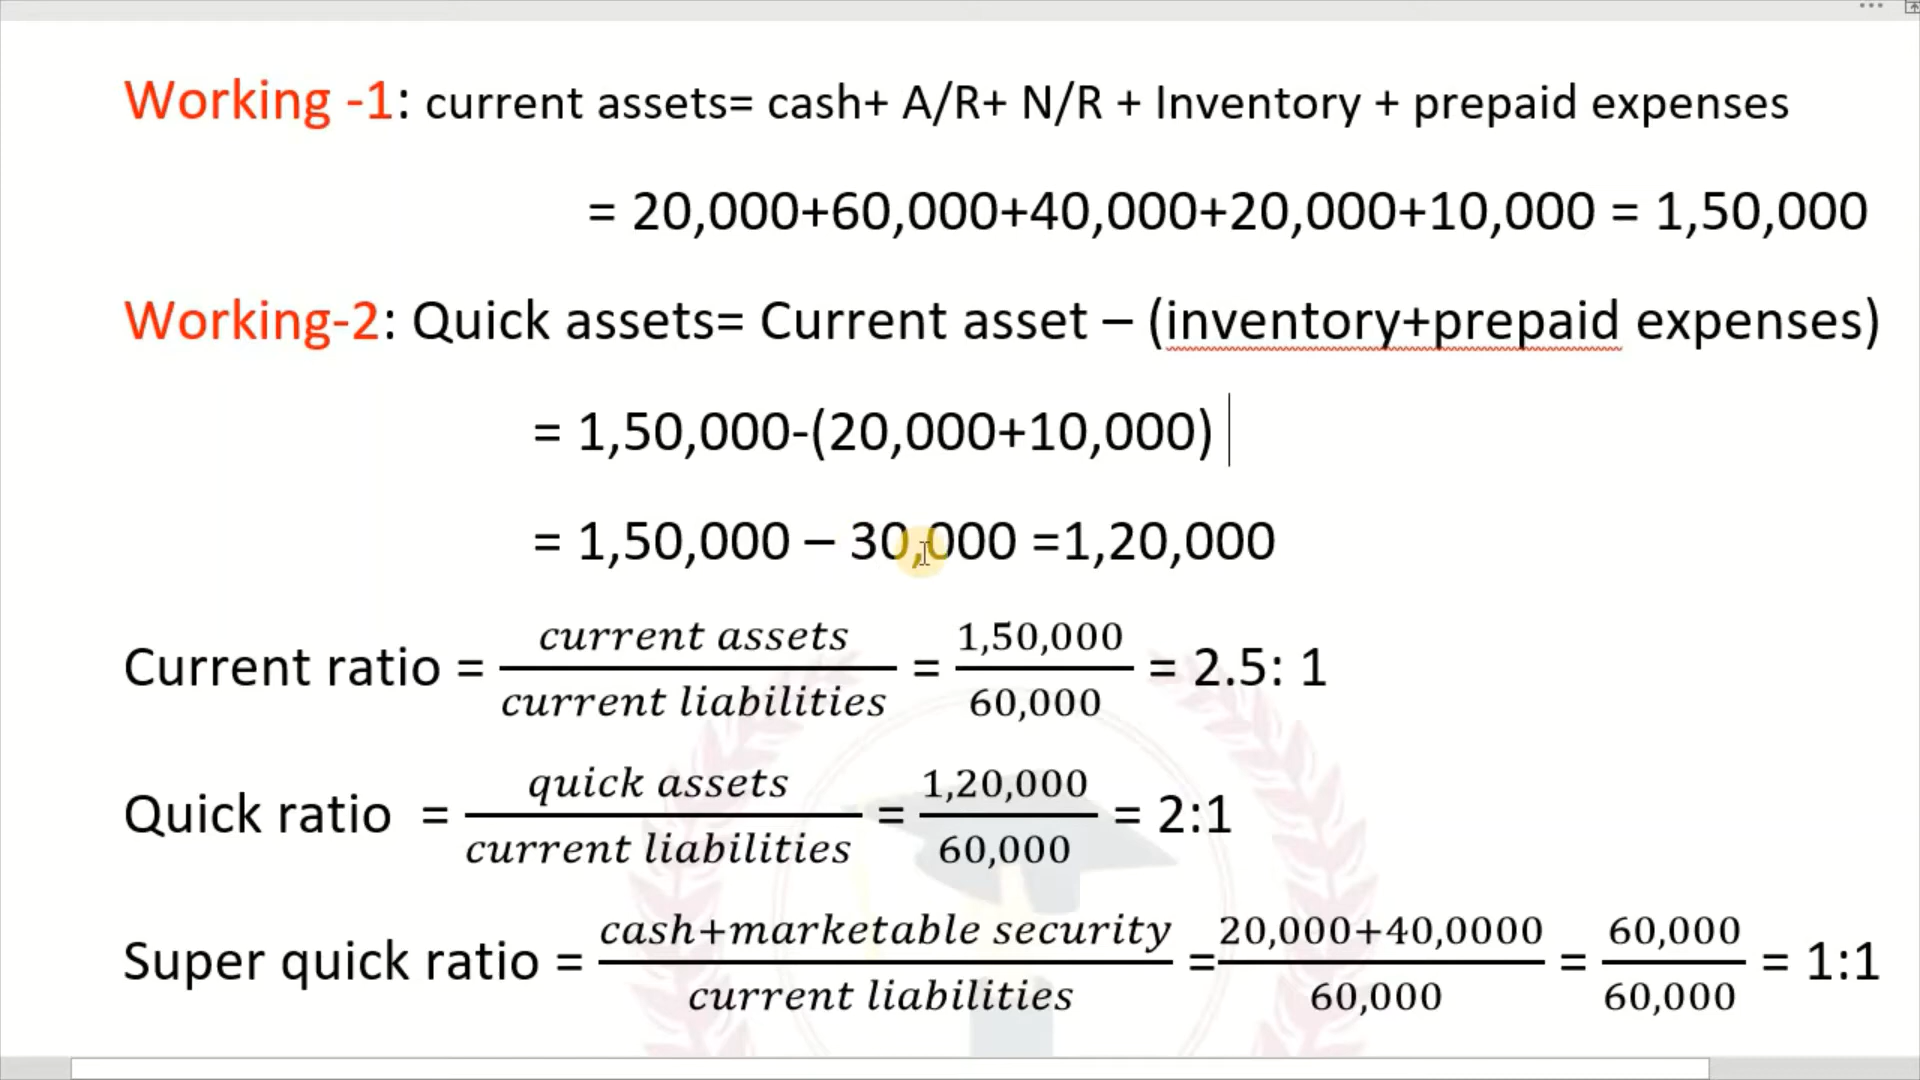 Working -1: current assets= cash+ A/R+ N/R + Inventory + prepaid expenses
= 20,000+60,000+40,000+20,000+10,000 = 1,50,000
Working-2: Quick assets= Current asset – (inventory+prepaid expenses)
= 1,50,000-(20,000+10,000)
= 1,50,000 – 30,000 =1,20,000
Current ratio = current assets / current liabilities = 1,50,000 / 60,000 = 2.5: 1
Quick ratio = quick assets / current liabilities = 1,20,000 / 60,000 = 2:1
Super quick ratio = cash+marketable security / current liabilities = 20,000+40,0000 / 60,000 = 60,000 / 60,000 = 1:1